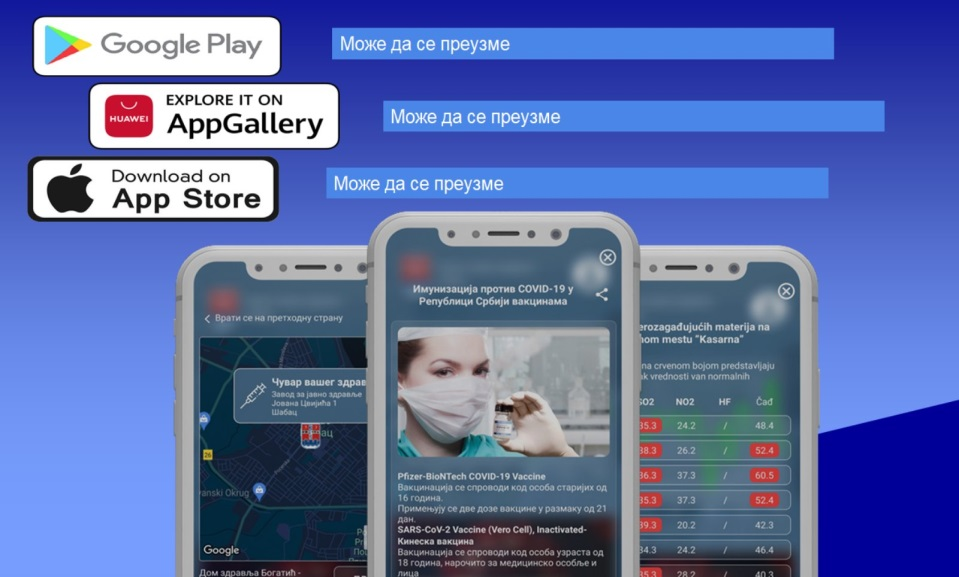 Google Play
Може да се преузме
HUAWEI
EXPLORE IT ON
AppGallery
Може да се преузме
Download on
App Store
Може да се преузме
Врати се на претходну страну
Чувар вашег здрав
Завод за јавно здравље
Јована Цвијића 1
Шабац
ац
26
vanski Okrug
Google
Дом здравља Богатић -
Имунизација против COVID-19 у
Републици Србији вакцинама
Pfizer-BioNTech COVID-19 Vaccine
Вакцинација се спроводи код особа старијих од
16 година.
Примењују се две дозе вакцине у размаку од 21
дан.
SARS-CoV-2 Vaccine (Vero Cell), Inactivated-
Кинеска вакцина
Вакцинација се спроводи код особа узраста од
18 година, нарочито за медицинско особље и
лица
erozagađujućih materija na
nom mestu “Kasarna”
na crvenom bojom predstavljaju
ak vrednosti van normalnih
SO2 NO2 HF Čađ
35.3 24.2 / 48.4
38.3 26.2 / 52.4
36.3 37.3 / 60.5
35.3 37.3 / 52.4
39.3 20.2 / 42.3
34.3 24.2 / 46.4
35.3 28.2 / 40.3